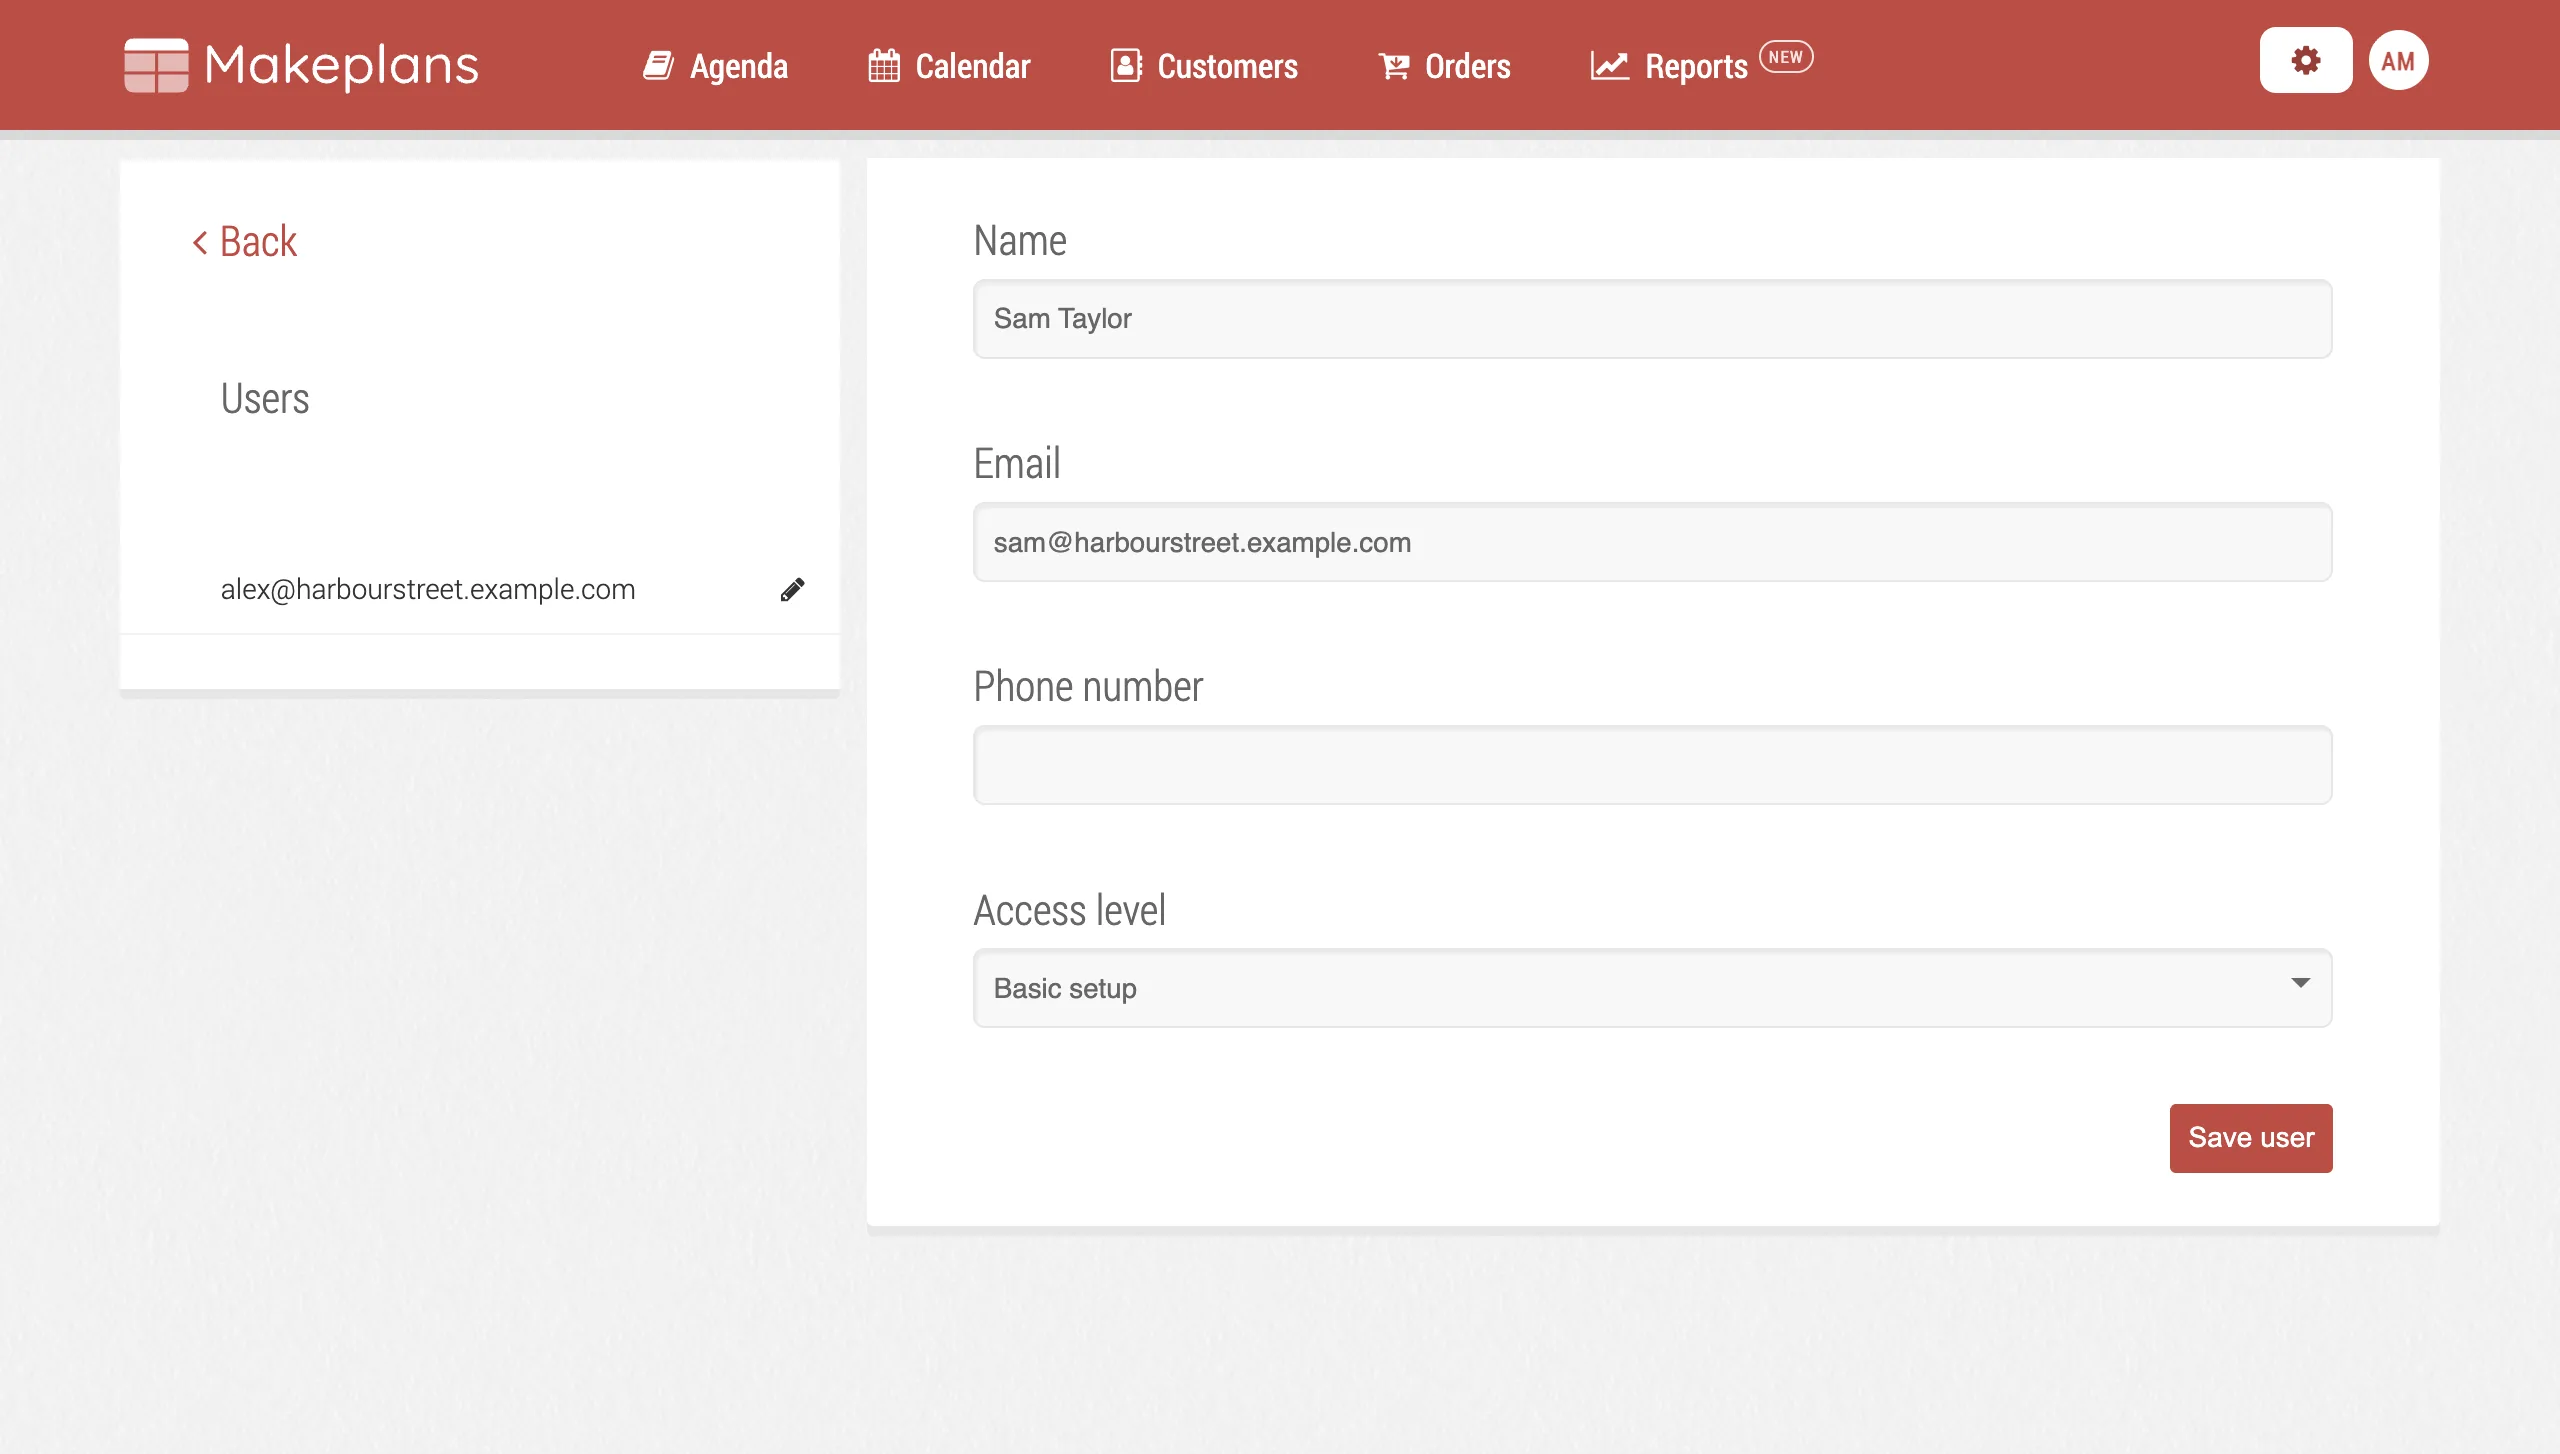 Makeplans
Agenda
Calendar
Customers
Orders
Reports NEW
AM
Back
Users
alex@harbourstreet.example.com
Name
Sam Taylor
Email
sam@harbourstreet.example.com
Phone number
Access level
Basic setup
Save user